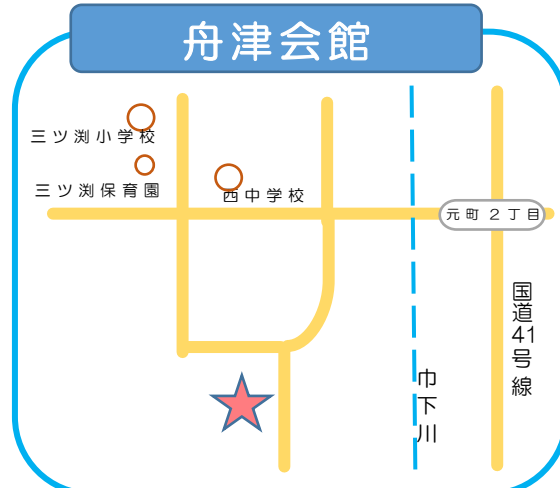 舟津会館
三ツ渕小学校
三ツ渕保育園
西中学校
元町２丁目
国道41号線
巾下川